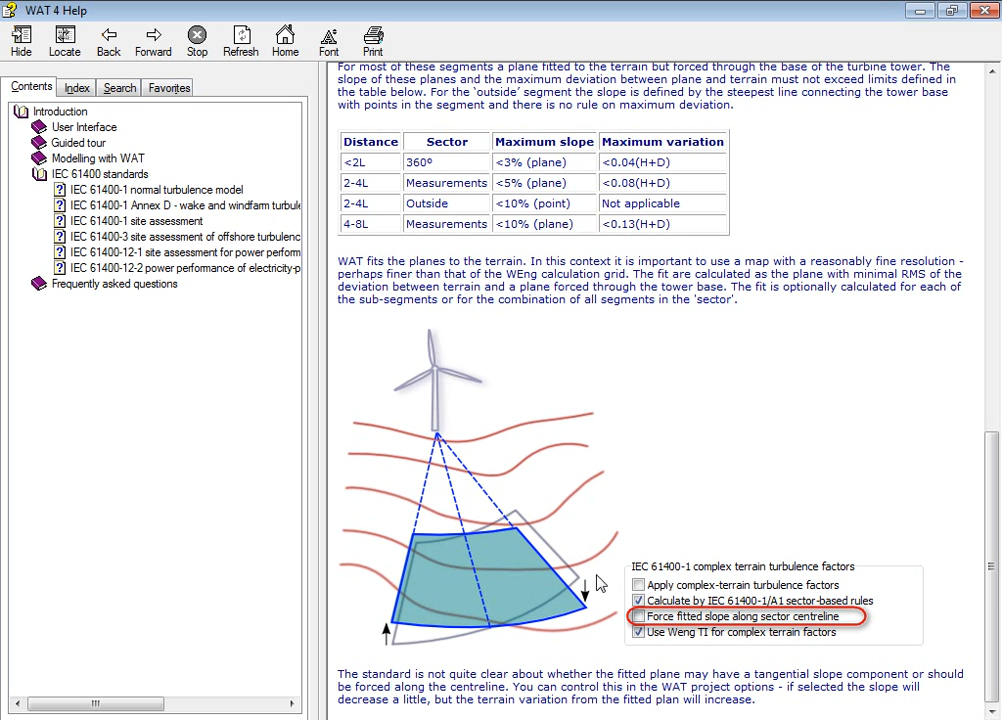 WAT 4 Help
Hide Locate Back Forward Stop Refresh Home Font Print
Contents Index Search Favorites
Introduction
User Interface
Guided tour
Modelling with WAT
IEC 61400 standards
IEC 61400-1 normal turbulence model
IEC 61400-1 Annex D - wake and windfarm turbule
IEC 61400-1 site assessment
IEC 61400-3 site assessment of offshore turbulenc
IEC 61400-12-1 site assessment for power perform
IEC 61400-12-2 power performance of electricity-p
Frequently asked questions
For most of these segments a plane fitted to the terrain but forced through the base of the turbine tower. The
slope of these planes and the maximum deviation between plane and terrain must not exceed limits defined in
the table below. For the 'outside' segment the slope is defined by the steepest line connecting the tower base
with points in the segment and there is no rule on maximum deviation.
Distance Sector Maximum slope Maximum variation
<2L 360º <3% (plane) <0.04(H+D)
2-4L Measurements <5% (plane) <0.08(H+D)
2-4L Outside <10% (point) Not applicable
4-8L Measurements <10% (plane) <0.13(H+D)
WAT fits the planes to the terrain. In this context it is important to use a map with a reasonably fine resolution -
perhaps finer than that of the WEng calculation grid. The fit are calculated as the plane with minimal RMS of the
deviation between terrain and a plane forced through the tower base. The fit is optionally calculated for each of
the sub-segments or for the combination of all segments in the 'sector'.
IEC 61400-1 complex terrain turbulence factors
Apply complex-terrain turbulence factors
Calculate by IEC 61400-1/A1 sector-based rules
Force fitted slope along sector centreline
Use Weng TI for complex terrain factors
The standard is not quite clear about whether the fitted plane may have a tangential slope component or should
be forced along the centreline. You can control this in the WAT project options - if selected the slope will
decrease a little, but the terrain variation from the fitted plan will increase.